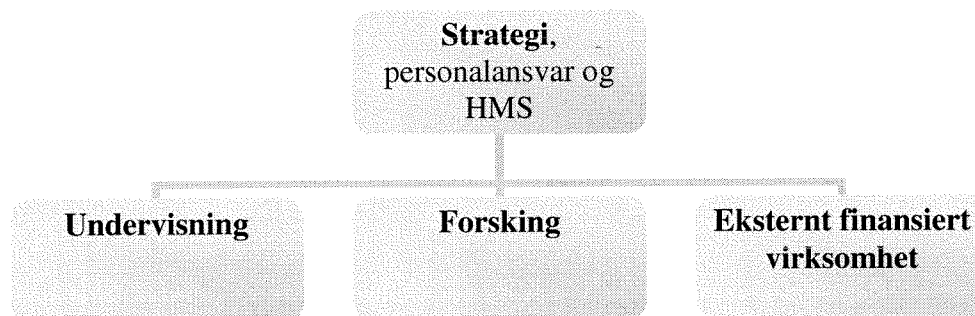 Strategi,
personalansvar og
HMS
Undervisning
Forsking
Eksternt finansiert
virksomhet